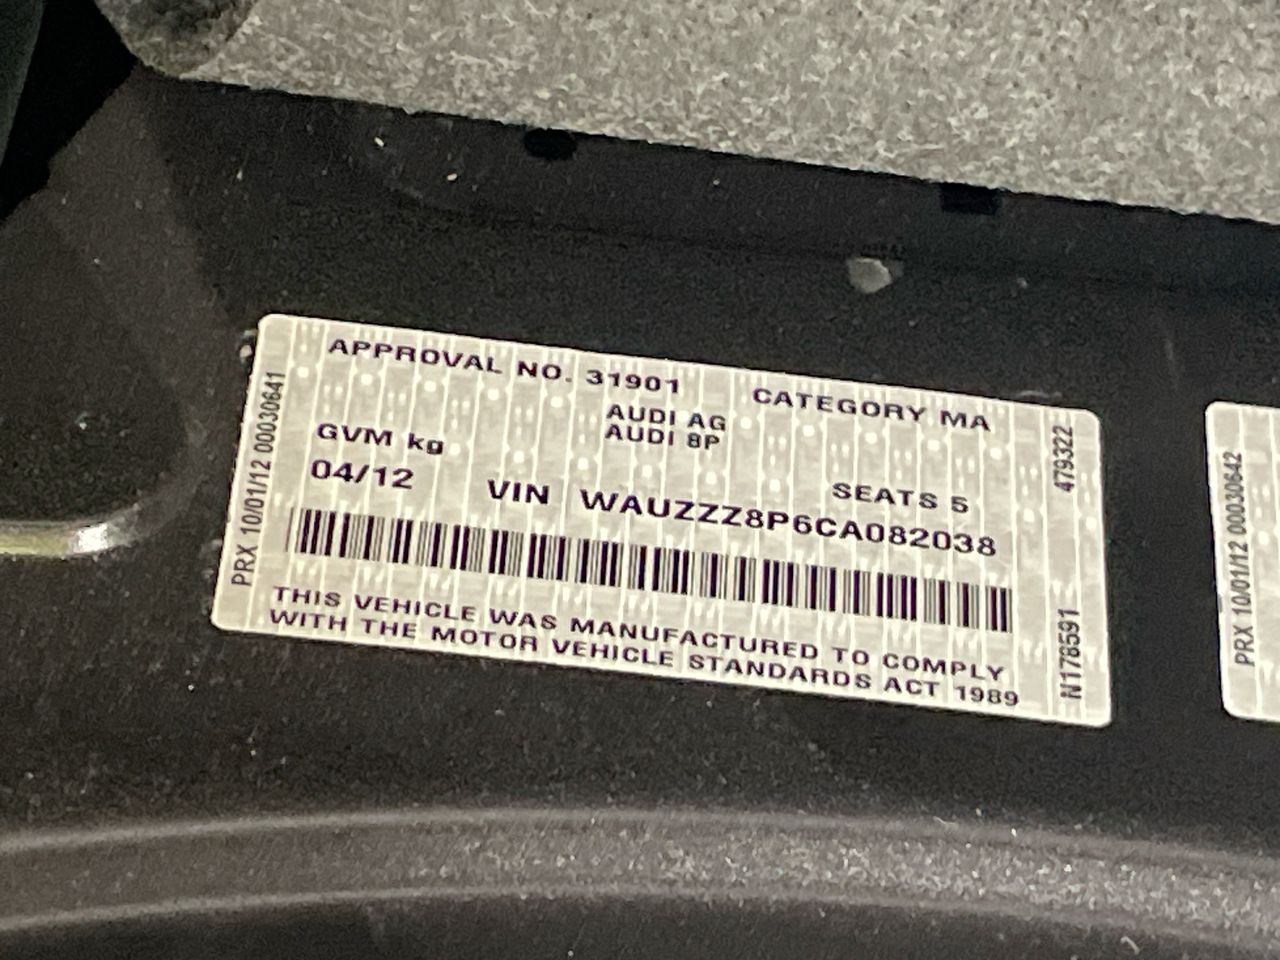 APPROVAL NO. 31901
CATEGORY MA
AUDI AG
AUDI 8P
GVM kg
04/12
SEATS 5
VIN WAUZZZ8P6CA082038
THIS VEHICLE WAS MANUFACTURED TO COMPLY
WITH THE MOTOR VEHICLE STANDARDS ACT 1989
PRX 10/01/12 00030641
479322
N1786591
PRX 10/01/12 00030642